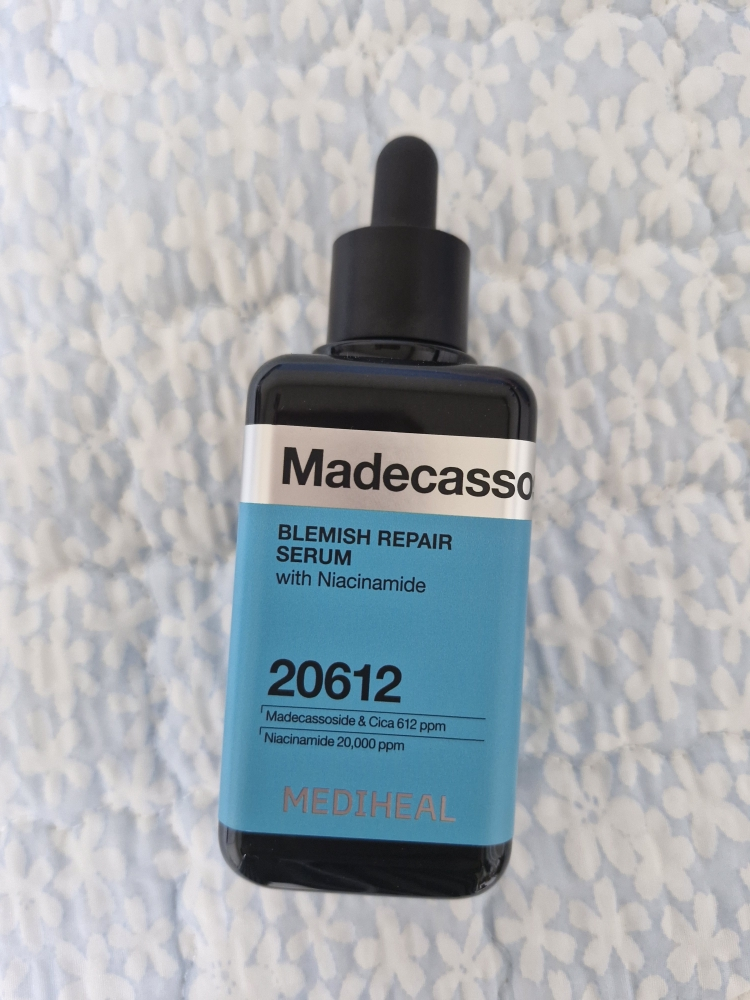 Madecasso
BLEMISH REPAIR
SERUM
with Niacinamide
20612
Madecassoside & Cica 612 ppm
Niacinamide 20,000 ppm
MEDIHEAL